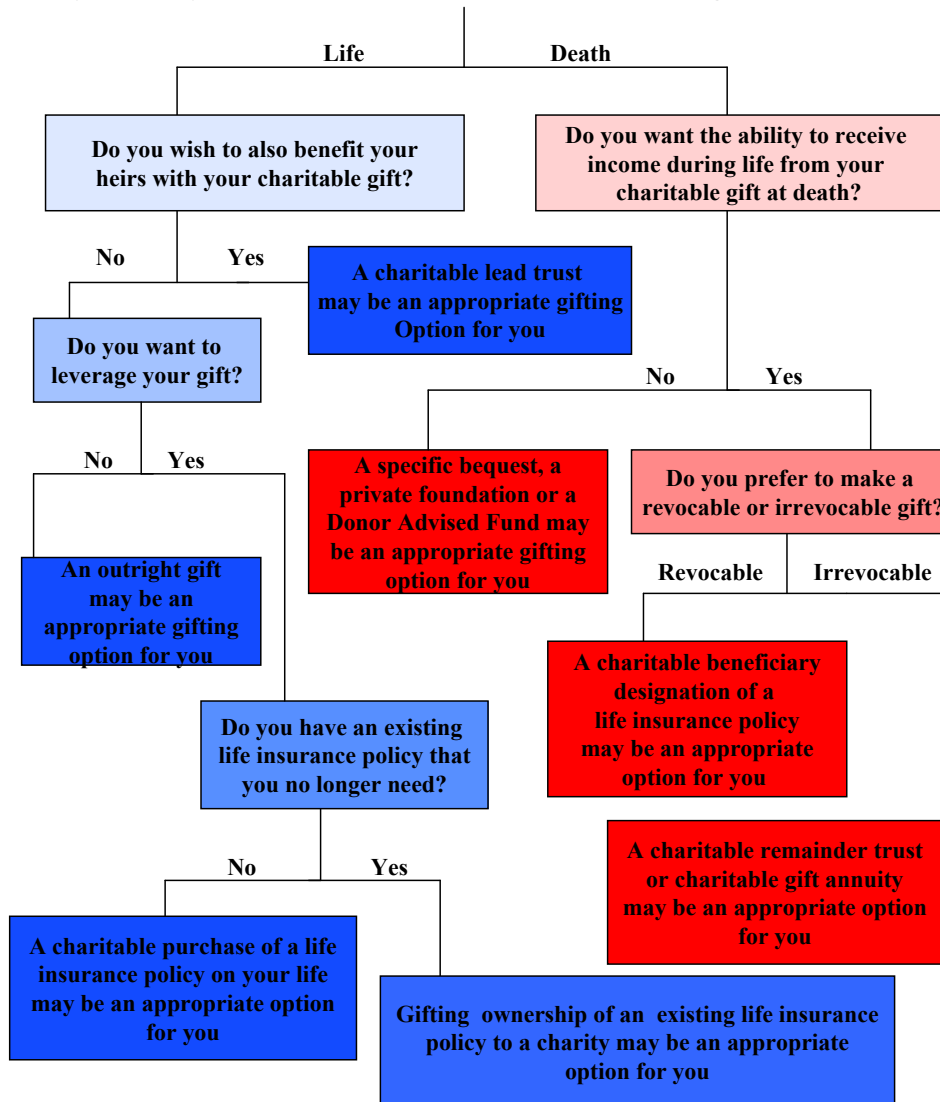 Life
Death
Do you wish to also benefit your
heirs with your charitable gift?
Do you want the ability to receive
income during life from your
charitable gift at death?
No
Yes
A charitable lead trust
may be an appropriate gifting
Option for you
Do you want to
leverage your gift?
No
Yes
No
Yes
A specific bequest, a
private foundation or a
Donor Advised Fund may
be an appropriate gifting
option for you
Do you prefer to make a
revocable or irrevocable gift?
An outright gift
may be an
appropriate gifting
option for you
Revocable
Irrevocable
A charitable beneficiary
designation of a
life insurance policy
may be an appropriate
option for you
Do you have an existing
life insurance policy that
you no longer need?
A charitable remainder trust
or charitable gift annuity
may be an appropriate option
for you
No
Yes
A charitable purchase of a life
insurance policy on your life
may be an appropriate option
for you
Gifting ownership of an existing life insurance
policy to a charity may be an appropriate
option for you